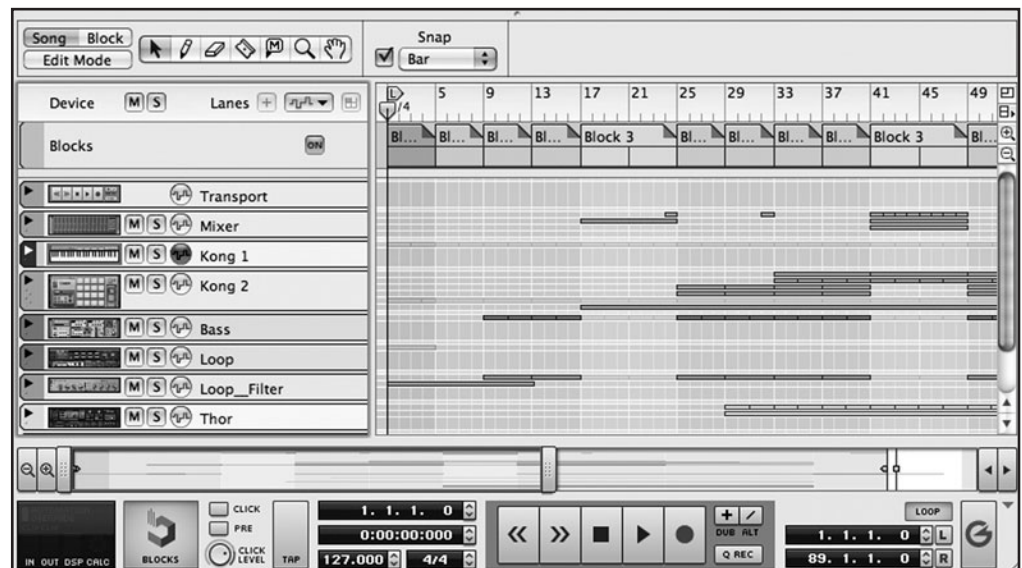 Song Block
Edit Mode
M
Snap
Bar
Device M S Lanes +
L 5 9 13 17 21 25 29 33 37 41 45 49
/4
Blocks ON
Bl... Bl... Bl... Bl... Block 3 Bl... Bl... Bl... Bl... Block 3 Bl...
Transport
M S Mixer
M S Kong 1
M S Kong 2
M S Bass
M S Loop
M S Loop__Filter
M S Thor
IN OUT DSP CALC
BLOCKS
CLICK
PRE
CLICK LEVEL
TAP
1. 1. 1. 0
0:00:00:000
127.000 4/4
DUB ALT
Q REC
LOOP
1. 1. 1. 0 L
89. 1. 1. 0 R